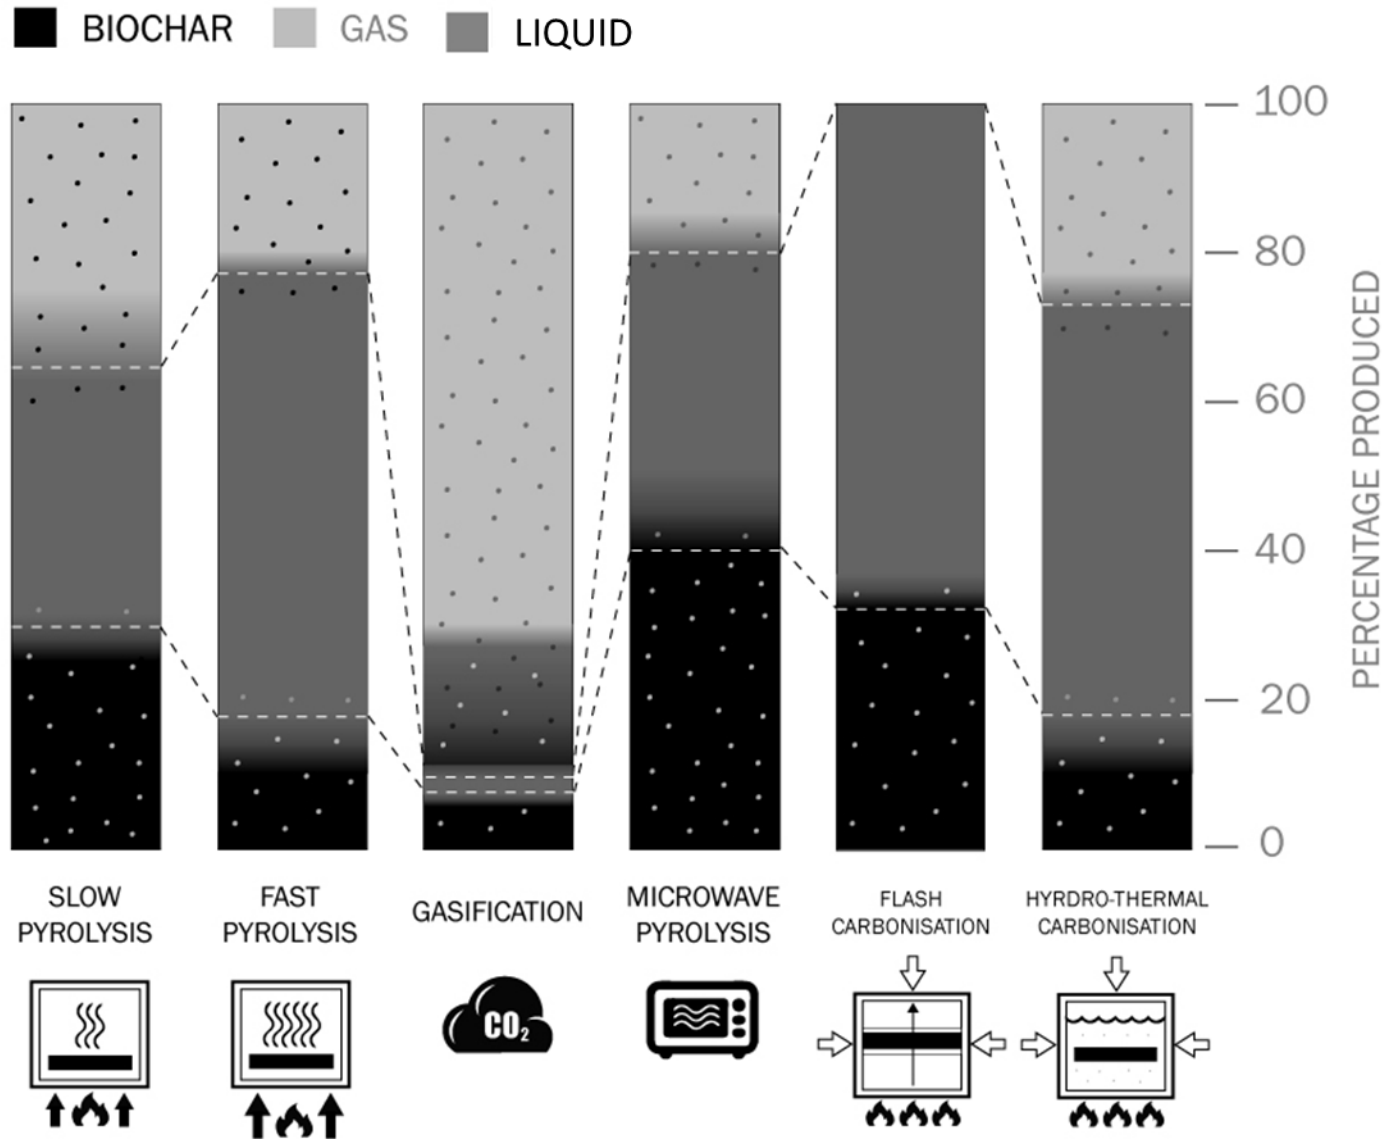 BIOCHAR GAS LIQUID
100
80
60
40
20
0
PERCENTAGE PRODUCED
SLOW
PYROLYSIS
FAST
PYROLYSIS
GASIFICATION
MICROWAVE
PYROLYSIS
FLASH
CARBONISATION
HYRDRO-THERMAL
CARBONISATION
CO₂